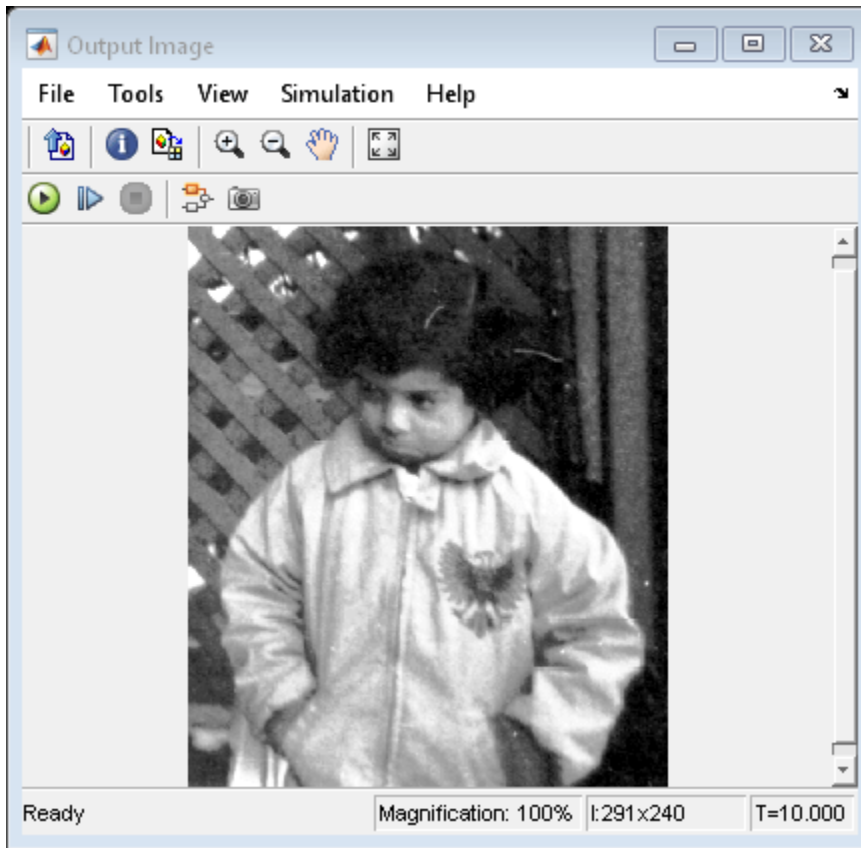 Output Image
File Tools View Simulation Help
Ready Magnification: 100% I:291x240 T=10.000